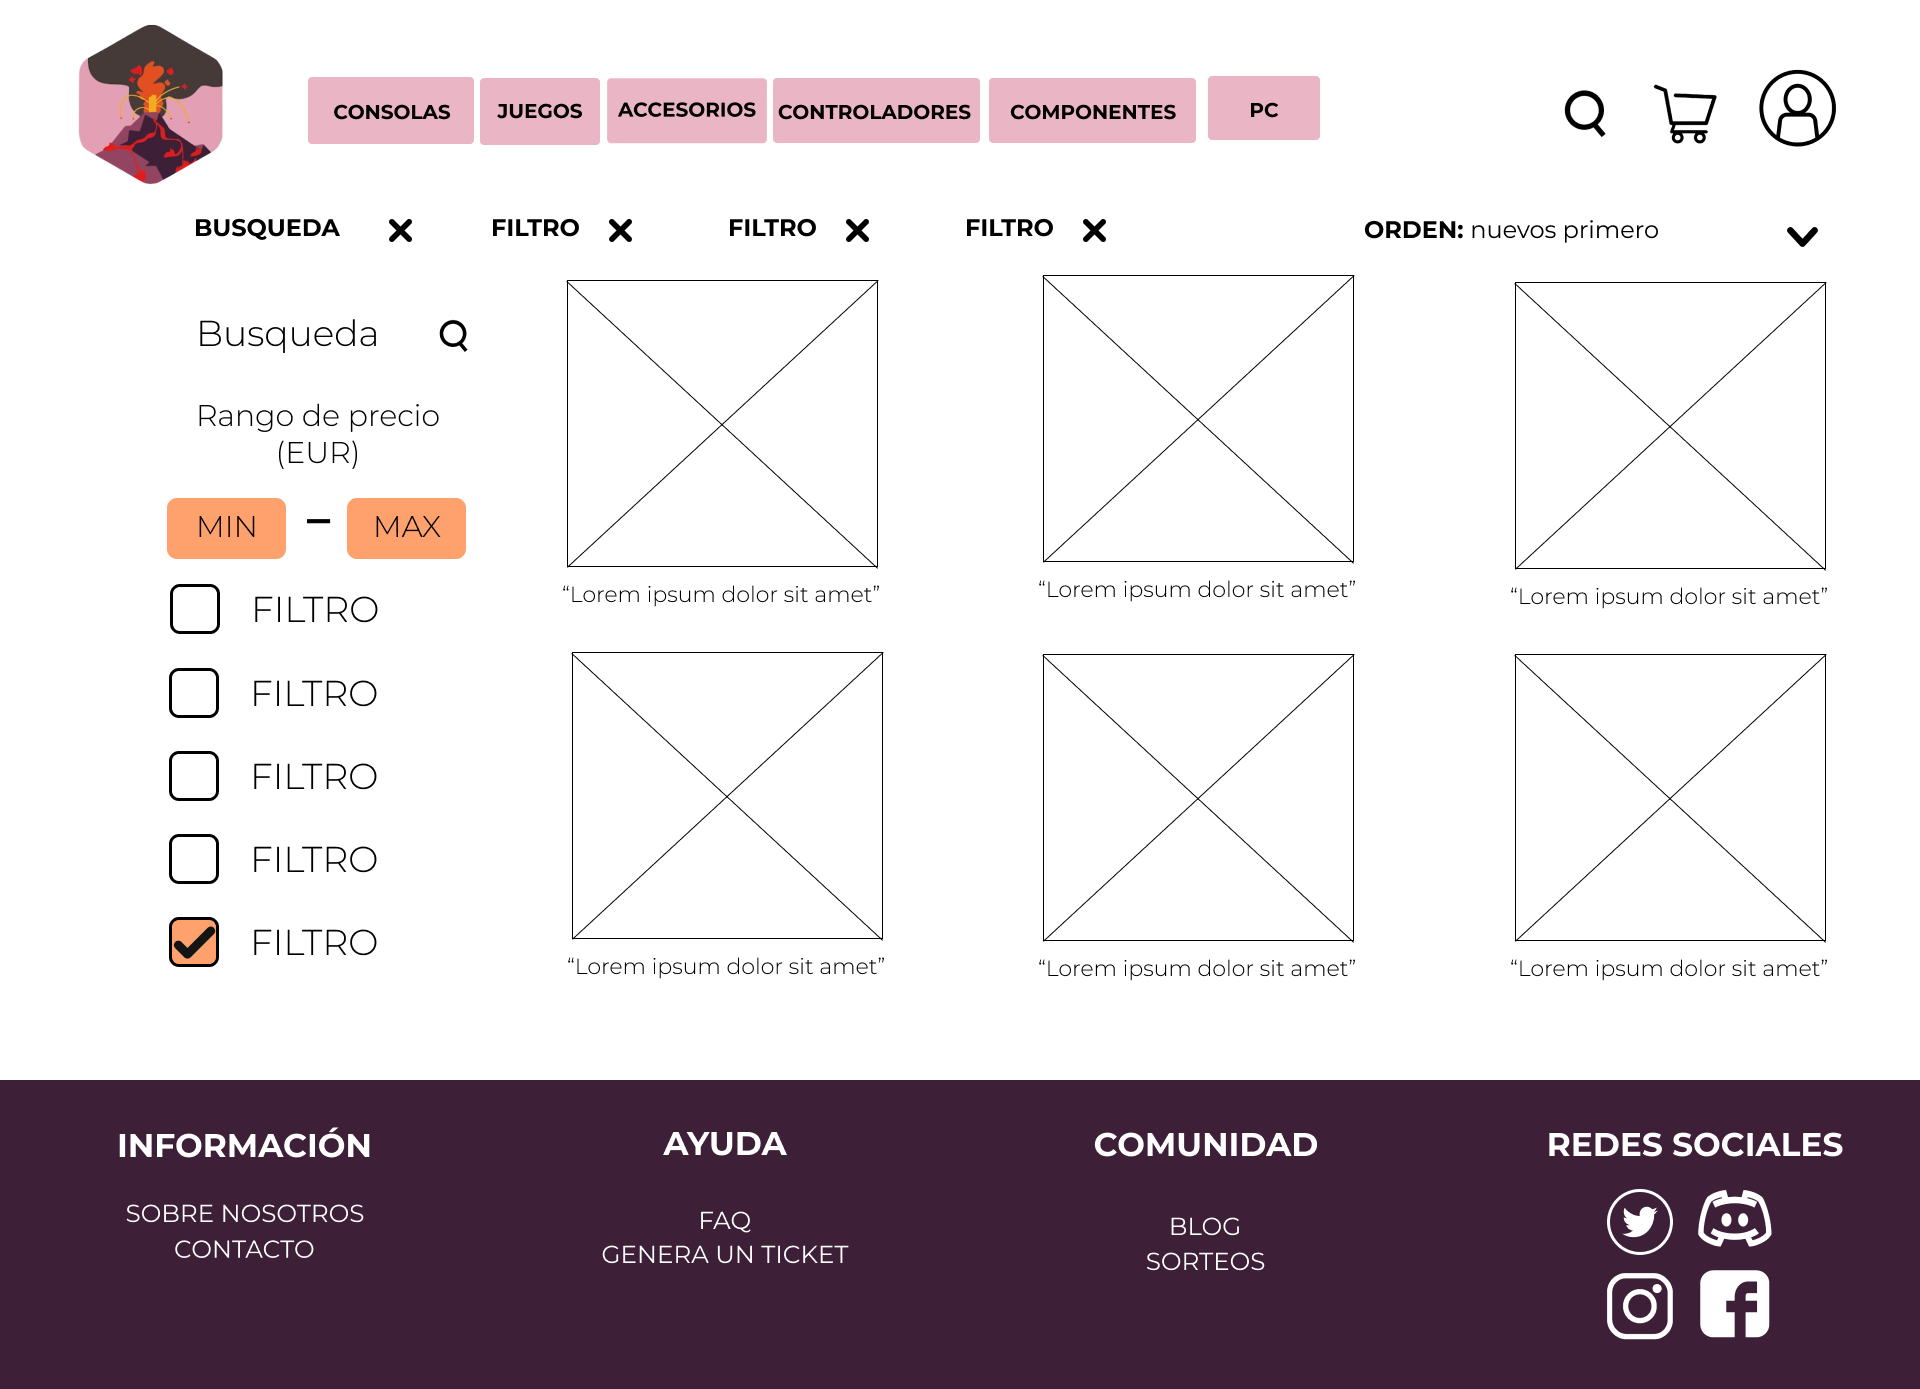 CONSOLAS
JUEGOS
ACCESORIOS
CONTROLADORES
COMPONENTES
PC
BUSQUEDA
FILTRO
FILTRO
FILTRO
ORDEN: nuevos primero
Busqueda
Rango de precio
(EUR)
MIN
MAX
FILTRO
FILTRO
FILTRO
FILTRO
FILTRO
“Lorem ipsum dolor sit amet”
“Lorem ipsum dolor sit amet”
“Lorem ipsum dolor sit amet”
“Lorem ipsum dolor sit amet”
“Lorem ipsum dolor sit amet”
“Lorem ipsum dolor sit amet”
INFORMACIÓN
SOBRE NOSOTROS
CONTACTO
AYUDA
FAQ
GENERA UN TICKET
COMUNIDAD
BLOG
SORTEOS
REDES SOCIALES